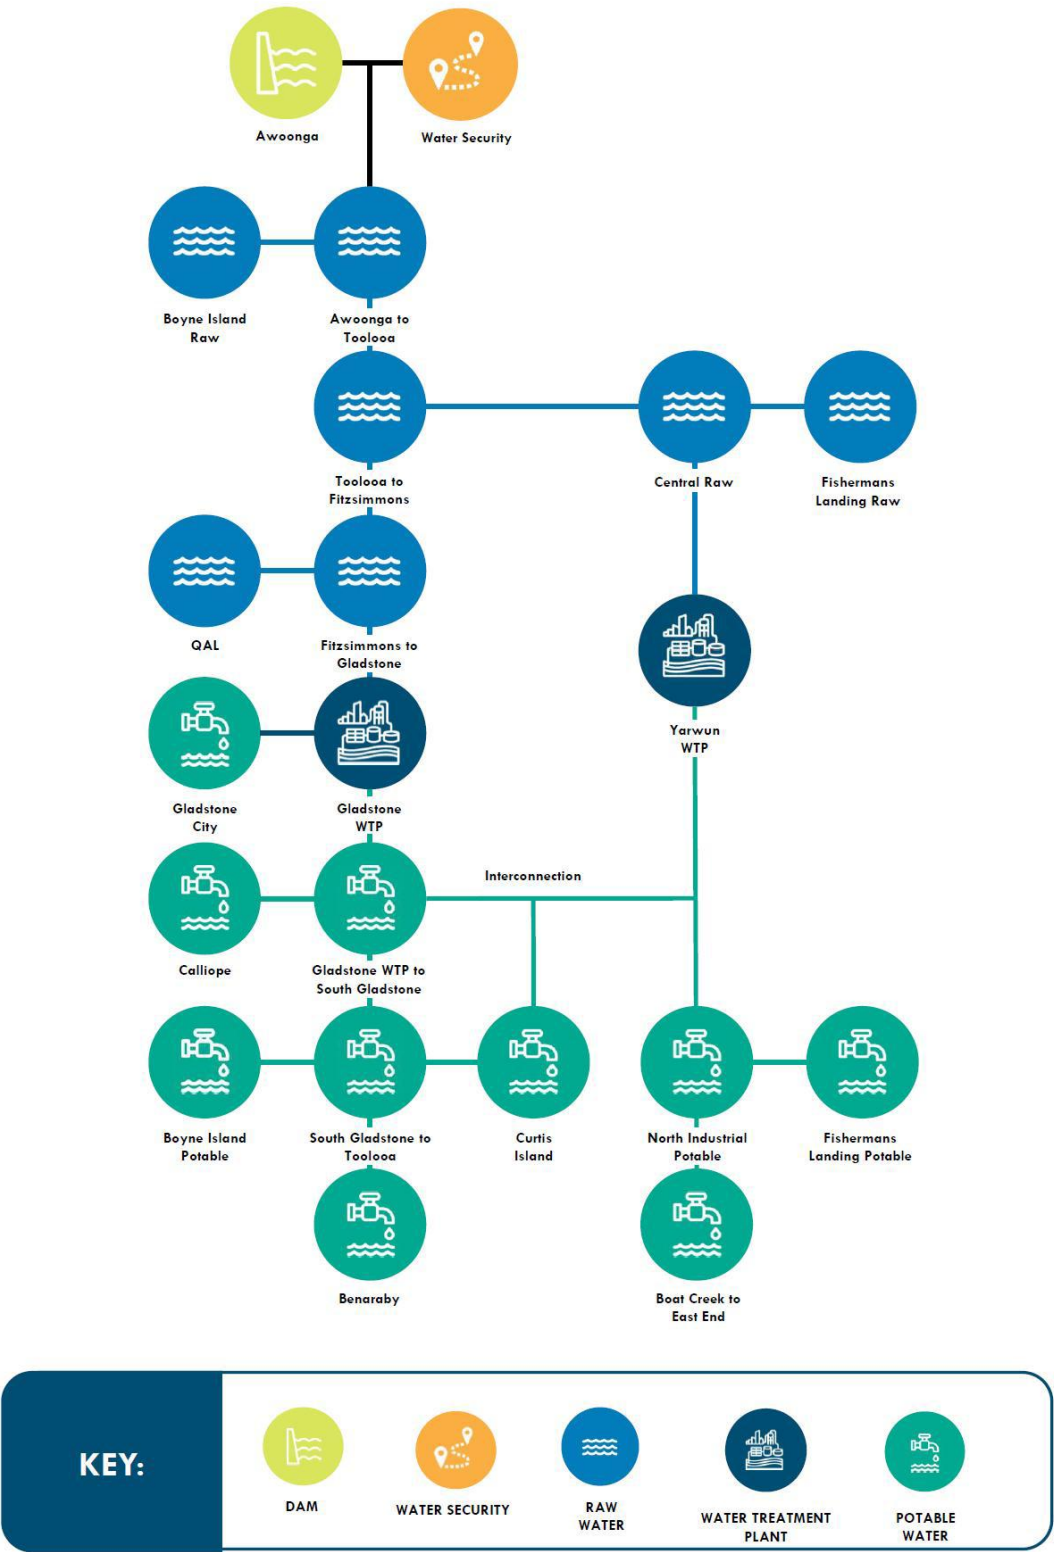 Awoonga
Water Security
Boyne Island
Raw
Awoonga to
Toolooa
Toolooa to
Fitzsimmons
Central Raw
Fishermans
Landing Raw
QAL
Fitzsimmons to
Gladstone
Yarwun
WTP
Gladstone
City
Gladstone
WTP
Interconnection
Calliope
Gladstone WTP to
South Gladstone
Boyne Island
Potable
South Gladstone to
Toolooa
Curtis
Island
North Industrial
Potable
Fishermans
Landing Potable
Benaraby
Boat Creek to
East End
KEY:
DAM
WATER SECURITY
RAW
WATER
WATER TREATMENT
PLANT
POTABLE
WATER